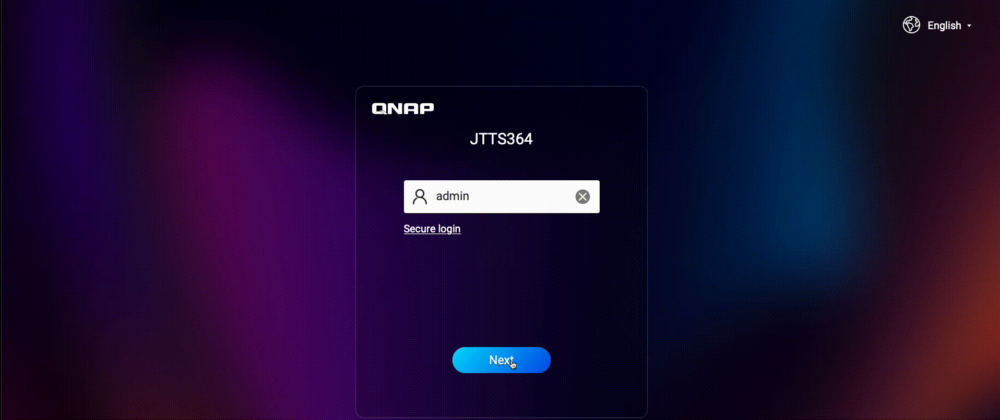 English
QNAP
JTTS364
admin
Secure login
Next